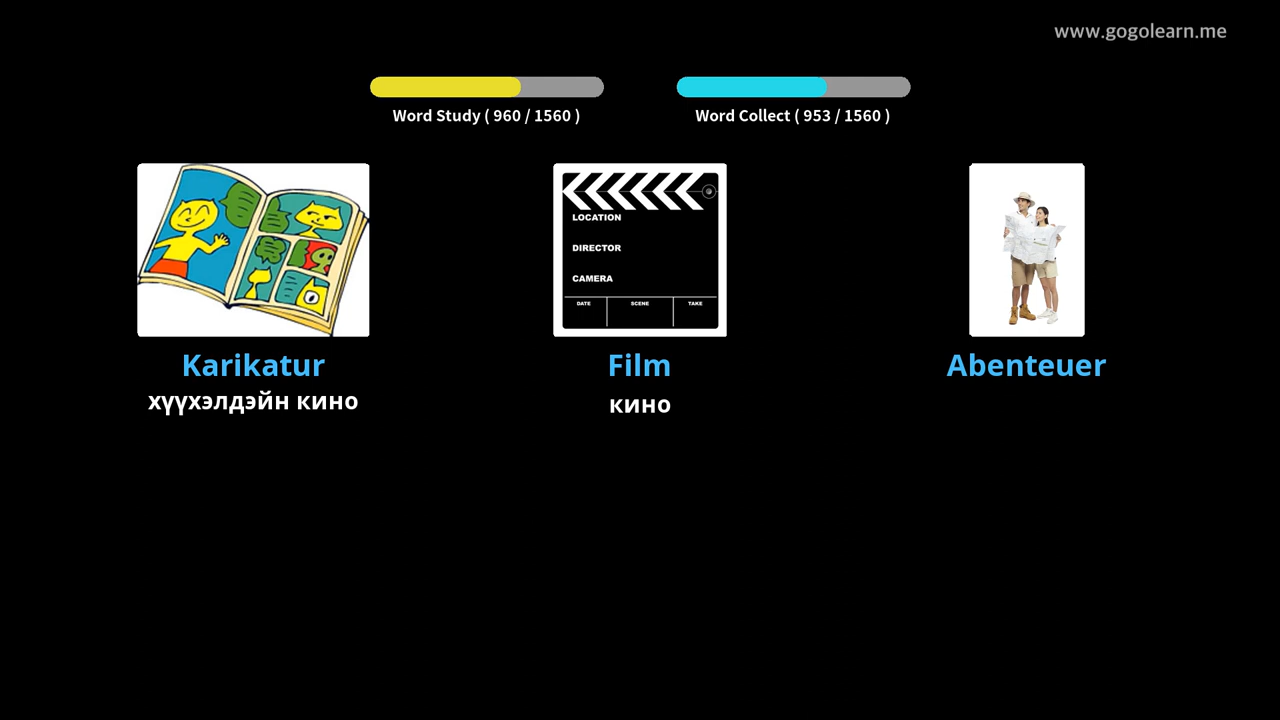 www.gogolearn.me
Word Study ( 960 / 1560 )
Word Collect ( 953 / 1560 )
LOCATION
DIRECTOR
CAMERA
DATE SCENE TAKE
Karikatur
хүүхэлдэйн кино
Film
кино
Abenteuer